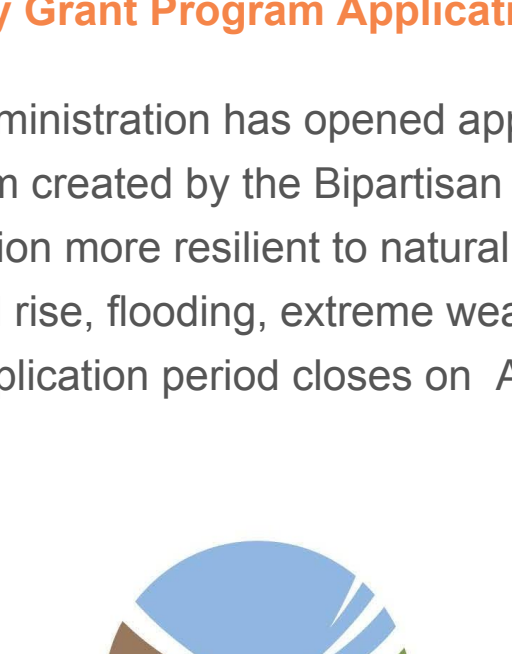 y Grant Program Applicati
ministration has opened app
m created by the Bipartisan
ion more resilient to natural
rise, flooding, extreme wea
plication period closes on A